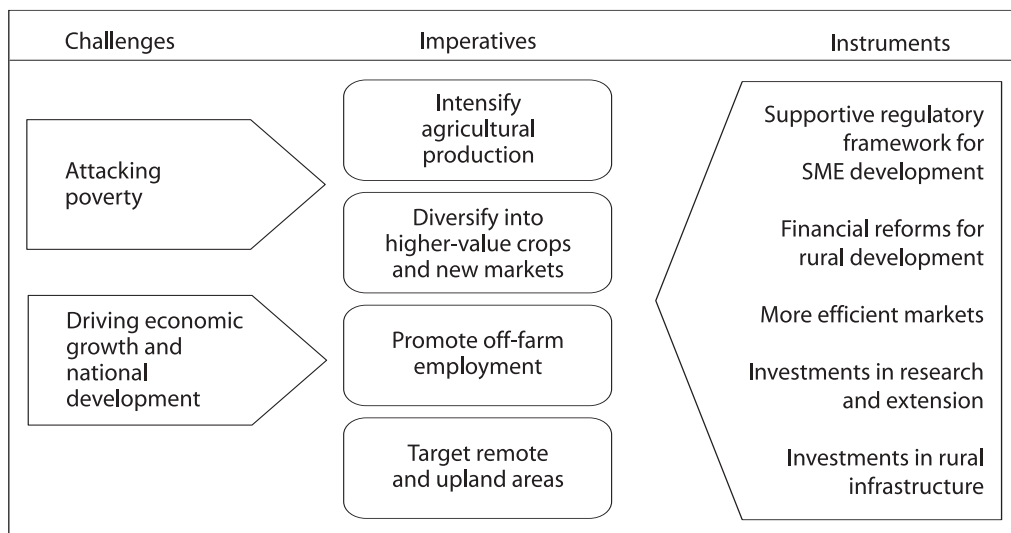 Challenges
Imperatives
Instruments
Attacking
poverty
Driving economic
growth and
national
development
Intensify
agricultural
production
Diversify into
higher-value crops
and new markets
Promote off-farm
employment
Target remote
and upland areas
Supportive regulatory
framework for
SME development
Financial reforms for
rural development
More efficient markets
Investments in research
and extension
Investments in rural
infrastructure